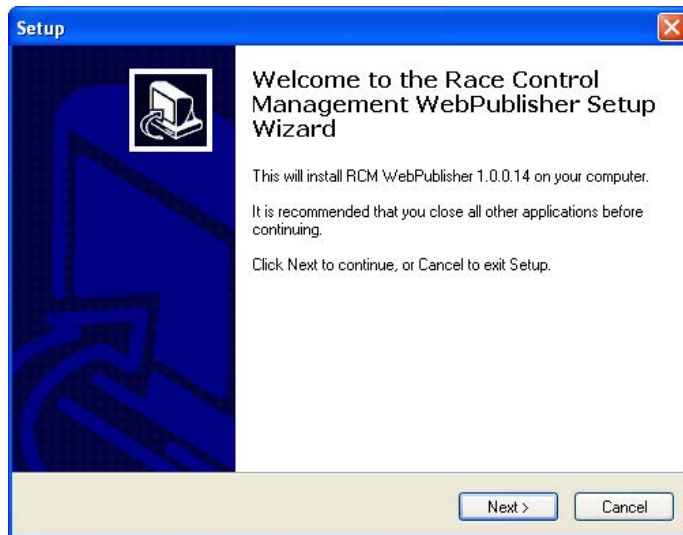 Setup
Welcome to the Race Control
Management WebPublisher Setup
Wizard
This will install RCM WebPublisher 1.0.0.14 on your computer.
It is recommended that you close all other applications before
continuing.
Click Next to continue, or Cancel to exit Setup.
Next >
Cancel